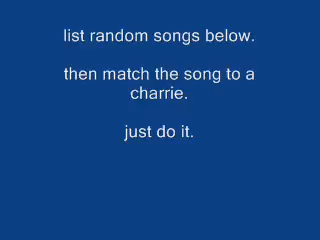 list random songs below.
then match the song to a
charrie.
just do it.